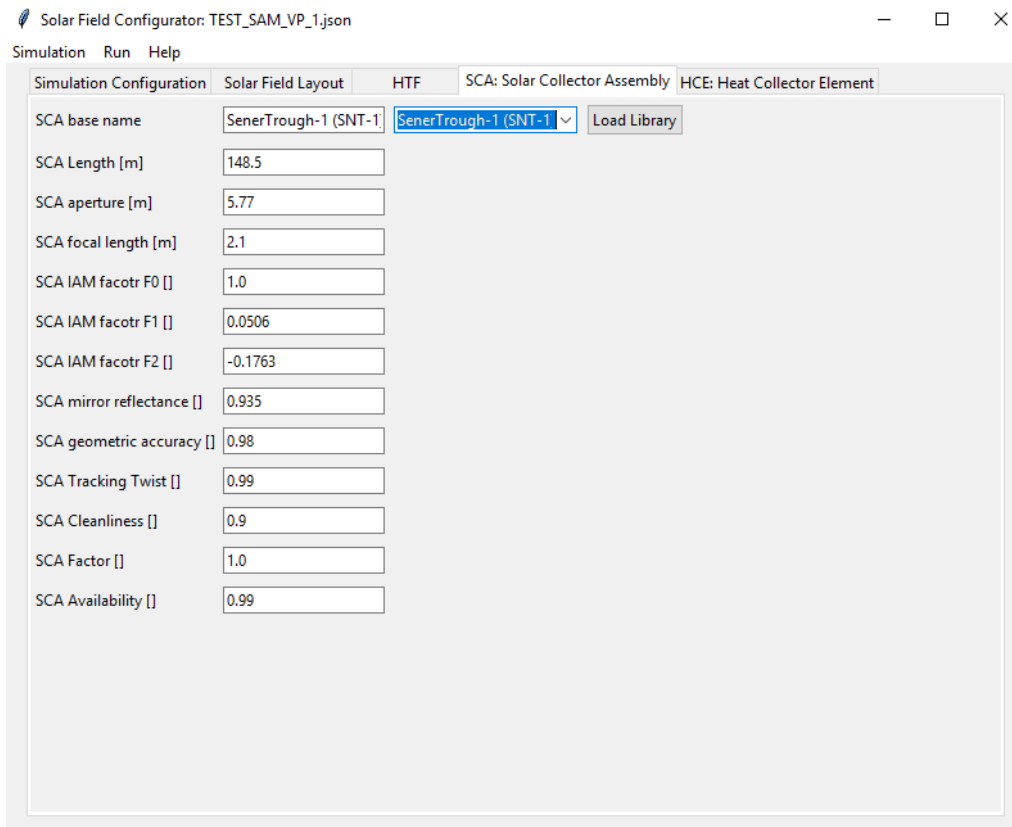 Solar Field Configurator: TEST_SAM_VP_1.json
Simulation Run Help
Simulation Configuration Solar Field Layout HTF SCA: Solar Collector Assembly HCE: Heat Collector Element
SCA base name SenerTrough-1 (SNT-1) SenerTrough-1 (SNT-1 Load Library
SCA Length [m] 148.5
SCA aperture [m] 5.77
SCA focal length [m] 2.1
SCA IAM facotr F0 [] 1.0
SCA IAM facotr F1 [] 0.0506
SCA IAM facotr F2 [] -0.1763
SCA mirror reflectance [] 0.935
SCA geometric accuracy [] 0.98
SCA Tracking Twist [] 0.99
SCA Cleanliness [] 0.9
SCA Factor [] 1.0
SCA Availability [] 0.99